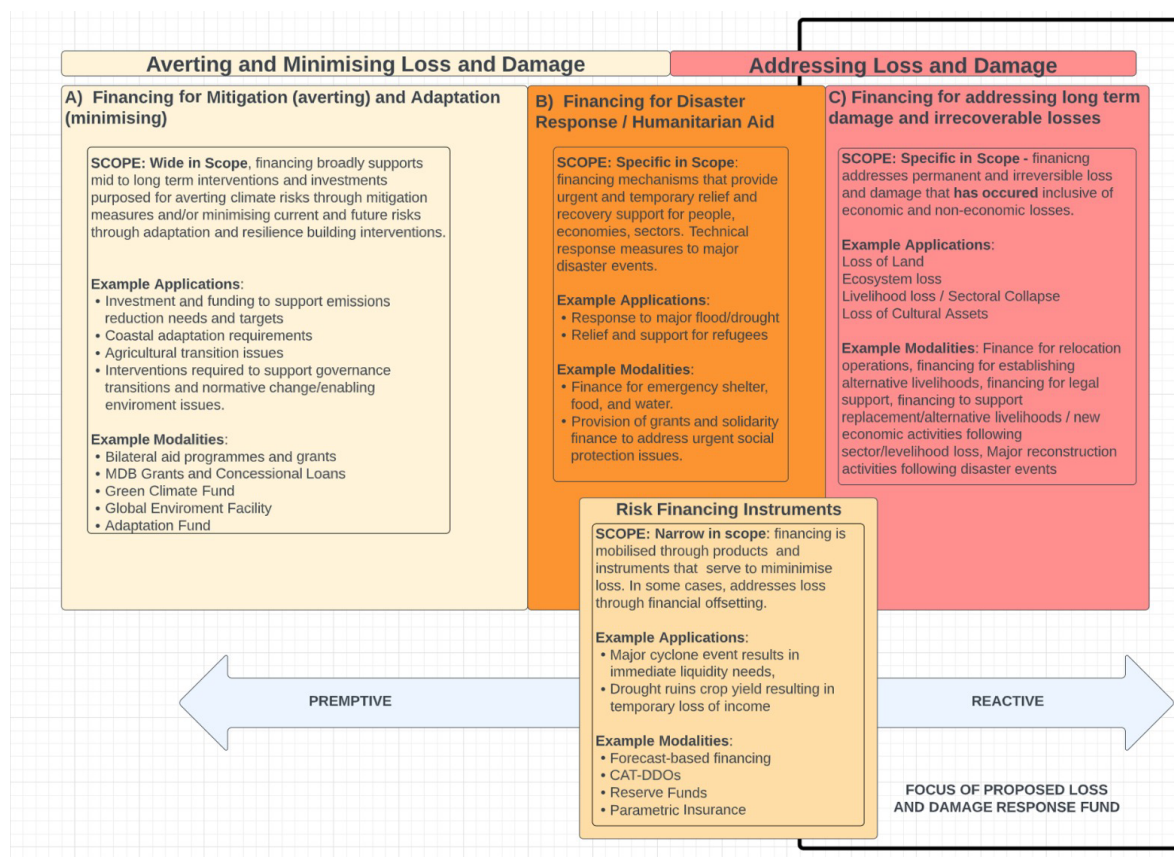 Averting and Minimising Loss and Damage
Addressing Loss and Damage
A) Financing for Mitigation (averting) and Adaptation
(minimising)
SCOPE: Wide in Scope, financing broadly supports
mid to long term interventions and investments
purposed for averting climate risks through mitigation
measures and/or minimising current and future risks
through adaptation and resilience building interventions.
Example Applications:
• Investment and funding to support emissions
reduction needs and targets
• Coastal adaptation requirements
• Agricultural transition issues
• Interventions required to support governance
transitions and normative change/enabling
enviroment issues.
Example Modalities:
• Bilateral aid programmes and grants
• MDB Grants and Concessional Loans
• Green Climate Fund
• Global Enviroment Facility
• Adaptation Fund
B) Financing for Disaster
Response / Humanitarian Aid
SCOPE: Specific in Scope:
financing mechanisms that provide
urgent and temporary relief and
recovery support for people,
economies, sectors. Technical
response measures to major
disaster events.
Example Applications:
• Response to major flood/drought
• Relief and support for refugees
Example Modalities:
• Finance for emergency shelter,
food, and water.
• Provision of grants and solidarity
finance to address urgent social
protection issues.
C) Financing for addressing long term
damage and irrecoverable losses
SCOPE: Specific in Scope - finanicng
addresses permanent and irreversible loss
and damage that has occured inclusive of
economic and non-economic losses.
Example Applications:
Loss of Land
Ecosystem loss
Livelihood loss / Sectoral Collapse
Loss of Cultural Assets
Example Modalities: Finance for relocation
operations, financing for establishing
alternative livelihoods, financing for legal
support, financing to support
replacement/alternative livelihoods / new
economic activities following
sector/levelihood loss, Major reconstruction
activities following disaster events
Risk Financing Instruments
SCOPE: Narrow in scope: financing is
mobilised through products and
instruments that serve to miminimise
loss. In some cases, addresses loss
through financial offsetting.
Example Applications:
• Major cyclone event results in
immediate liquidity needs,
• Drought ruins crop yield resulting in
temporary loss of income
Example Modalities:
• Forecast-based financing
• CAT-DDOs
• Reserve Funds
• Parametric Insurance
PREMPTIVE
REACTIVE
FOCUS OF PROPOSED LOSS
AND DAMAGE RESPONSE FUND